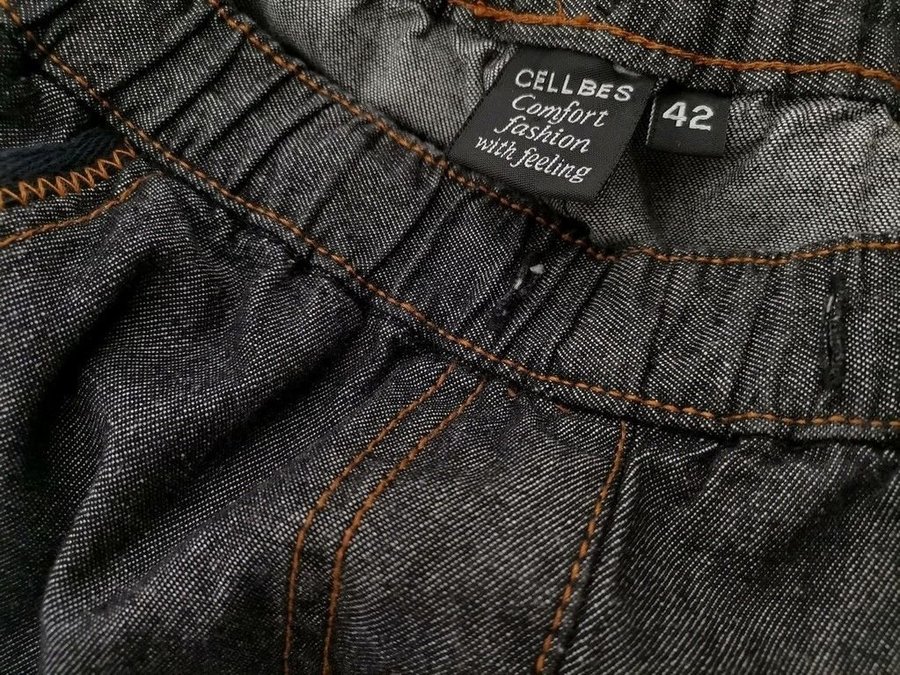 CELLBES
Comfort
fashion
with feeling
42